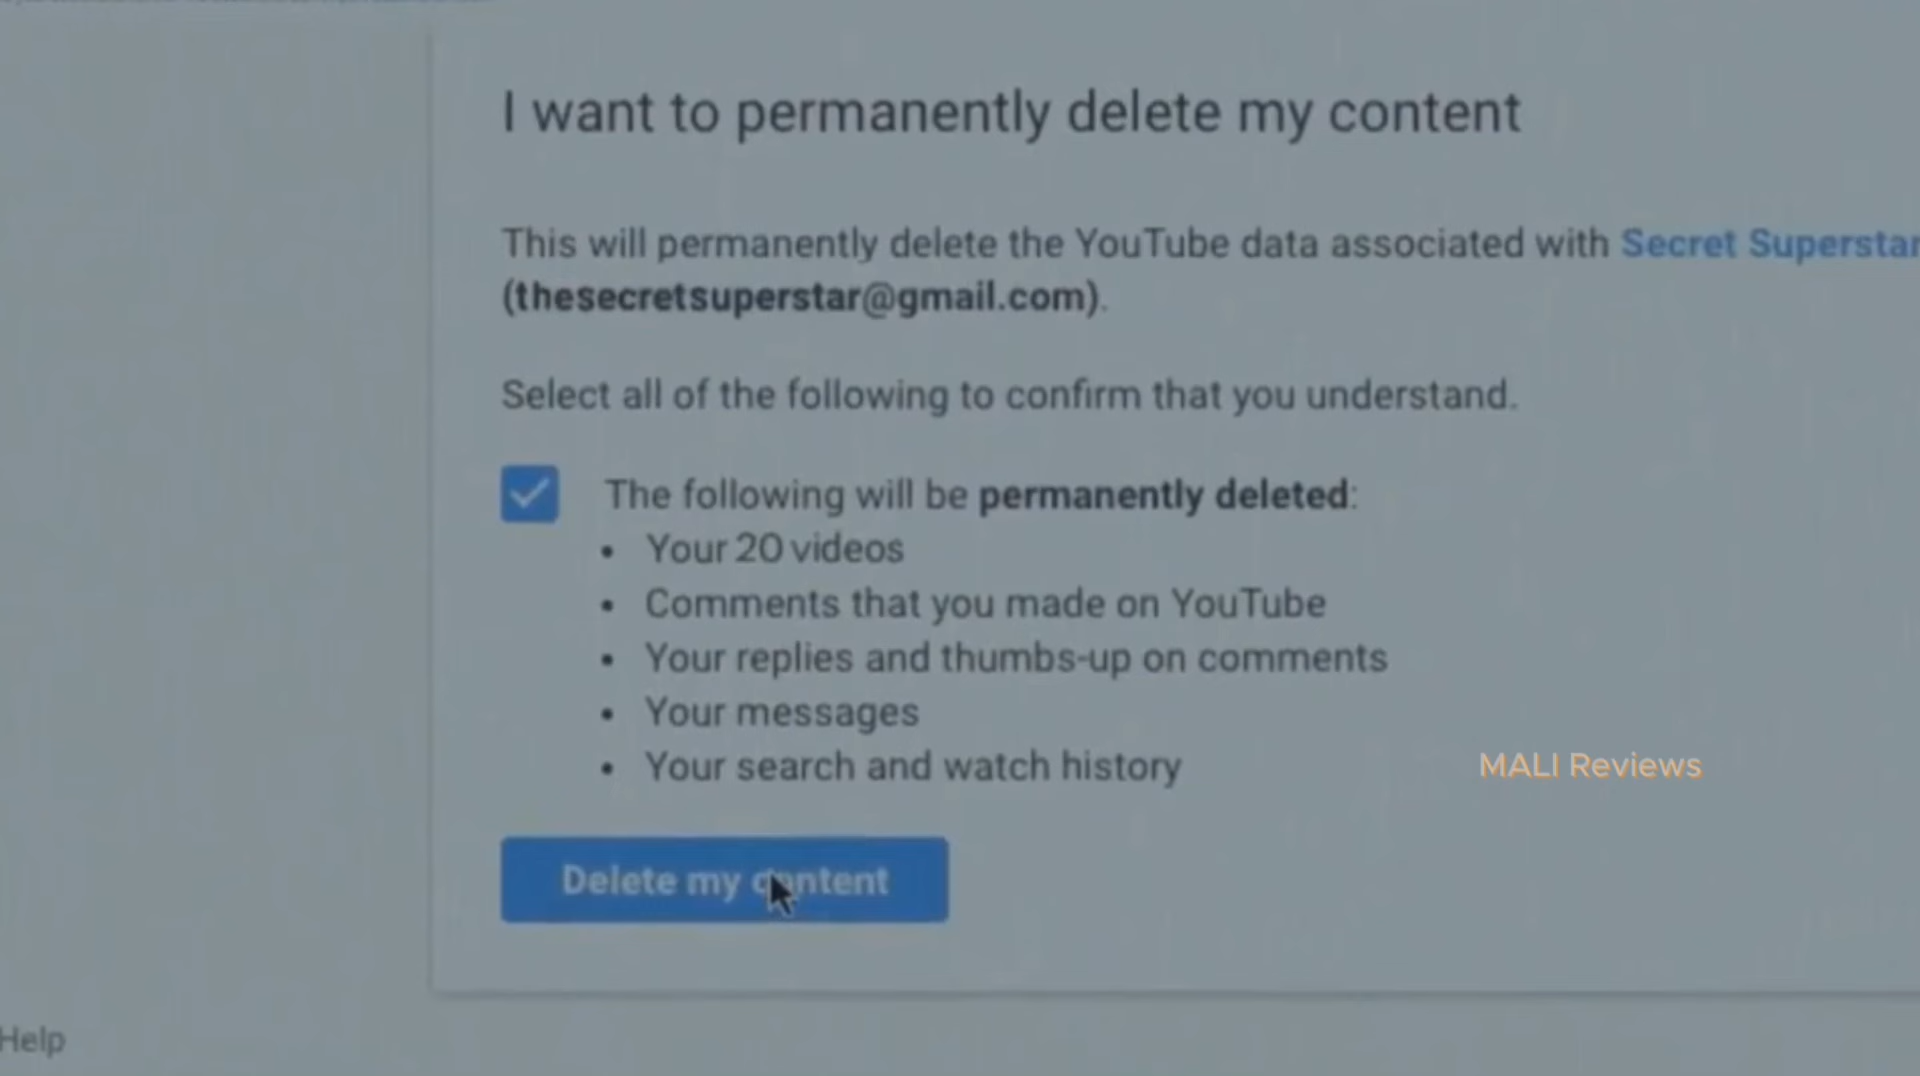 I want to permanently delete my content
This will permanently delete the YouTube data associated with Secret Superstar
(thesecretsuperstar@gmail.com).
Select all of the following to confirm that you understand.
The following will be permanently deleted:
• Your 20 videos
• Comments that you made on YouTube
• Your replies and thumbs-up on comments
• Your messages
• Your search and watch history
MALI Reviews
Delete my content
Help